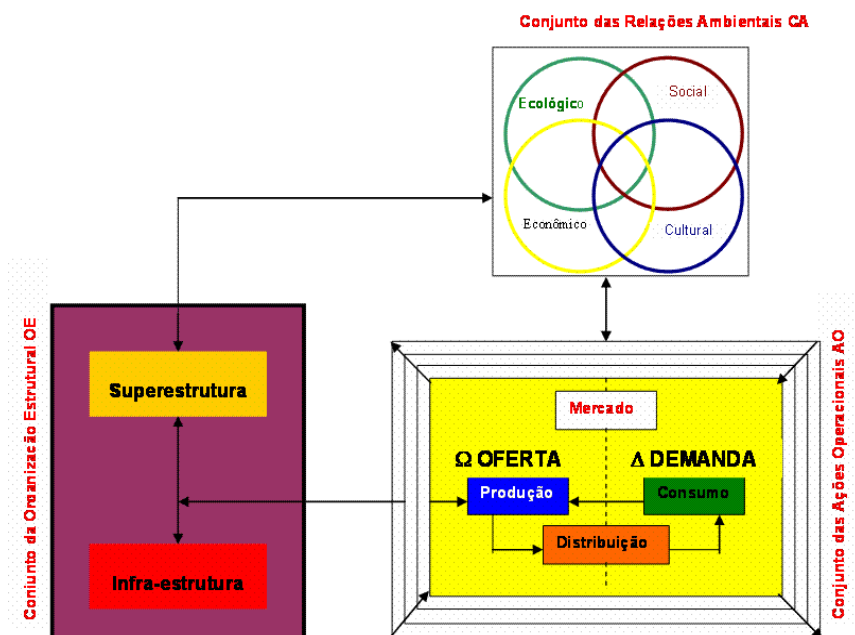 Conjunto das Relações Ambientais CA
Ecológico
Social
Econômico
Cultural
Conjunto da Organização Estrutural OE
Superestrutura
Infra-estrutura
Mercado
Ω OFERTA
Δ DEMANDA
Produção
Consumo
Distribuição
Conjunto das Ações Operacionais AO